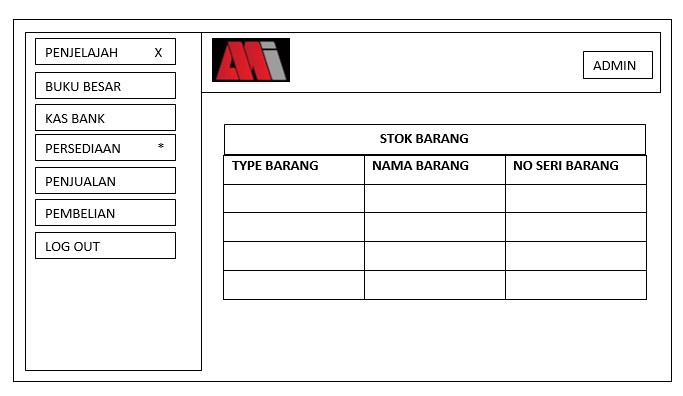 PENJELAJAH X
BUKU BESAR
KAS BANK
PERSEDIAAN *
PENJUALAN
PEMBELIAN
LOG OUT
AMi
ADMIN
STOK BARANG
TYPE BARANG NAMA BARANG NO SERI BARANG